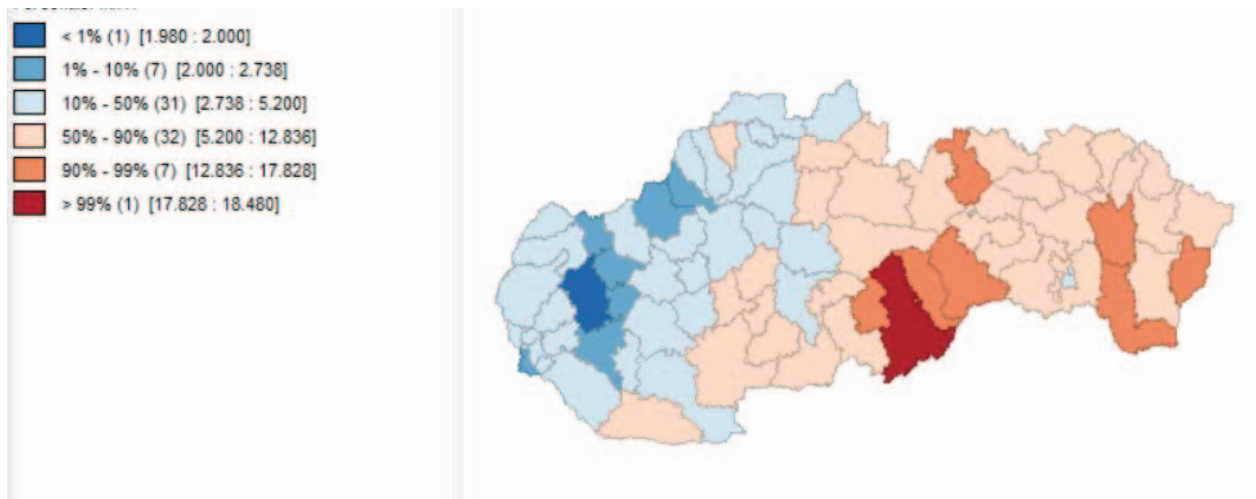 < 1% (1) [1.980 : 2.000]
1% - 10% (7) [2.000 : 2.738]
10% - 50% (31) [2.738 : 5.200]
50% - 90% (32) [5.200 : 12.836]
90% - 99% (7) [12.836 : 17.828]
> 99% (1) [17.828 : 18.480]